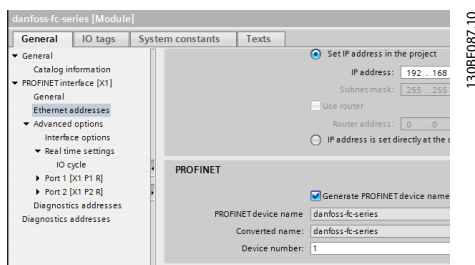 danfoss-fc-series [Module]
General IO tags System constants Texts
General
Catalog information
PROFINET interface [X1]
General
Ethernet addresses
Advanced options
Interface options
Real time settings
IO cycle
Port 1 [X1 P1 R]
Port 2 [X1 P2 R]
Diagnostics addresses
Diagnostics addresses
Set IP address in the project
IP address: 192 . 168
Subnet mask: 255 . 255
Use router
Router address: 0 . 0
IP address is set directly at the
PROFINET
Generate PROFINET device name
PROFINET device name danfoss-fc-series
Converted name: danfoss-fc-series
Device number: 1
130BF087.10